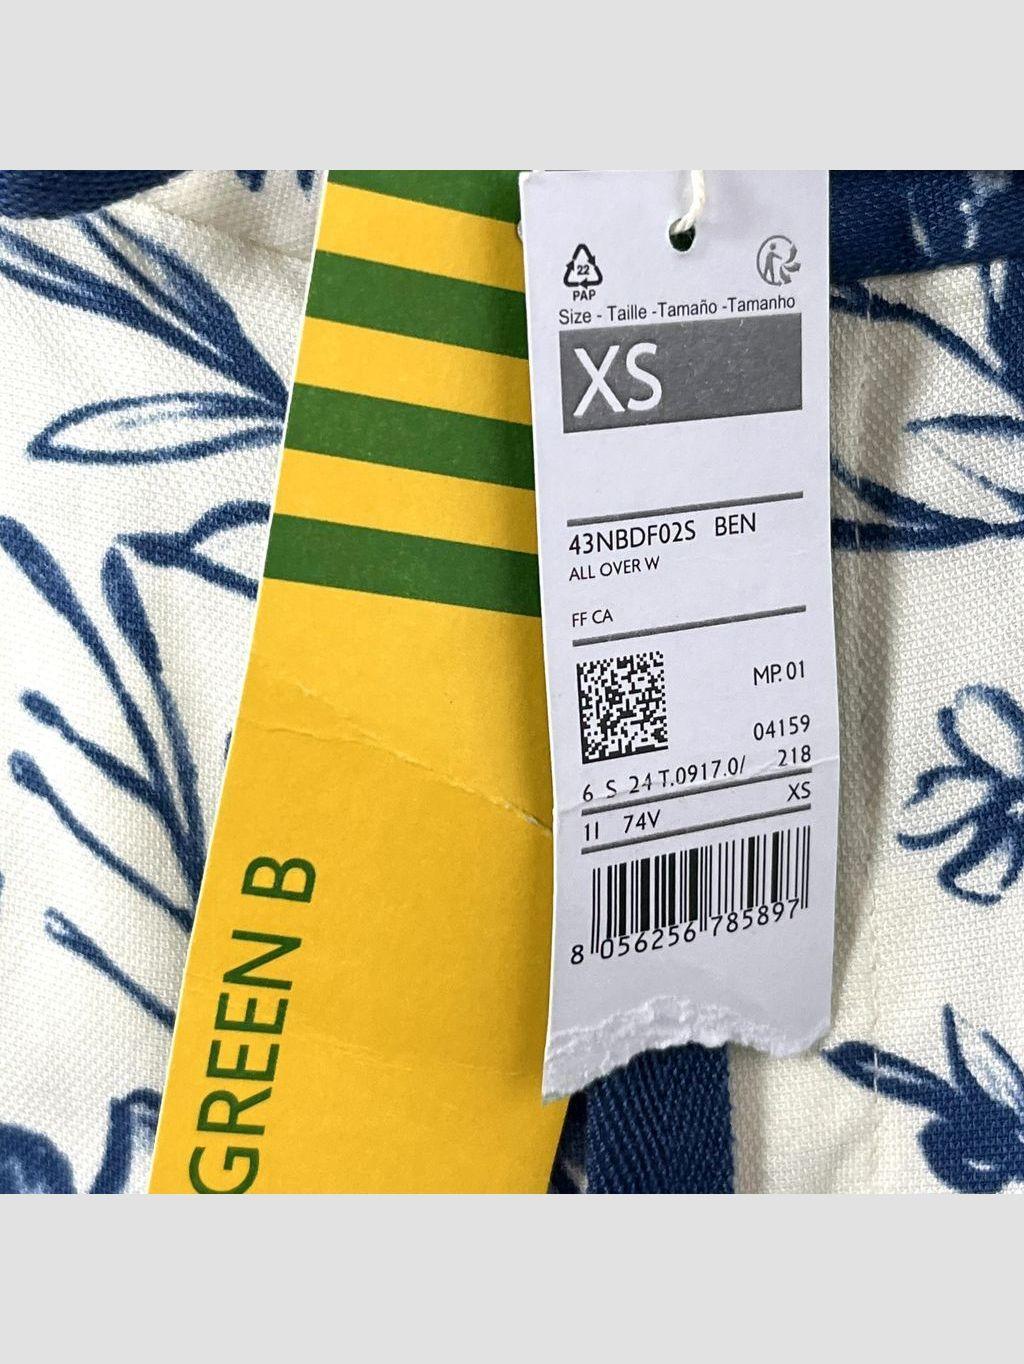 22
PAP
Size - Taille -Tamaño -Tamanho
XS
43NBDF02S BEN
ALL OVER W
FF CA
MP. 01
04159
6 S 24 T.0917.0/ 218
XS
1I 74V
8 056256 785897
GREEN B